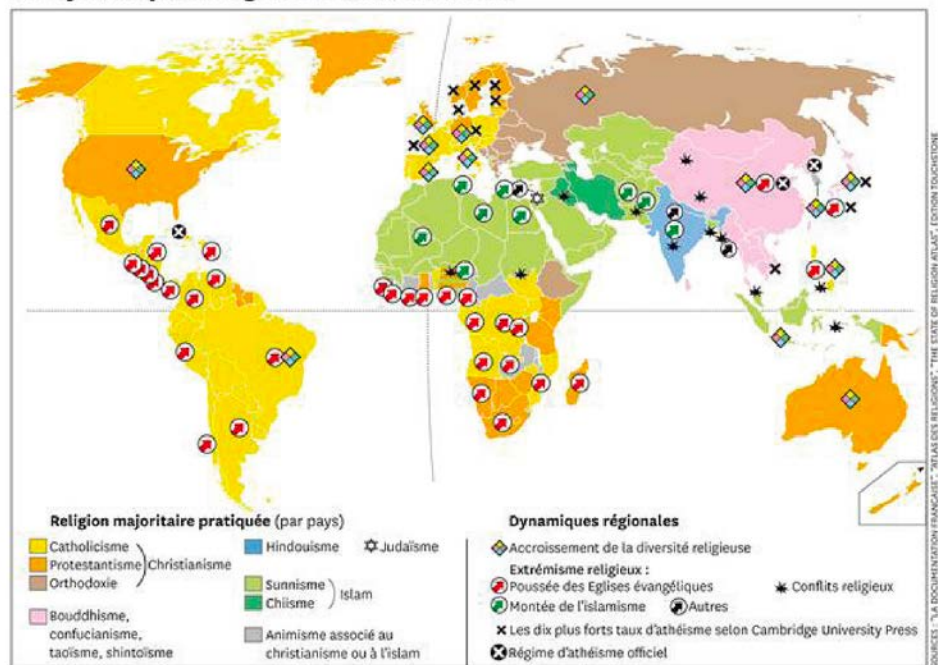 Religion majoritaire pratiquée (par pays)
Catholicisme
Protestantisme
Orthodoxie
Christianisme
Bouddhisme,
confucianisme,
taoïsme, shintoïsme
Hindouisme
Judaïsme
Sunnisme
Chiisme
Islam
Animisme associé au
christianisme ou à l'islam
Dynamiques régionales
Accroissement de la diversité religieuse
Extrémisme religieux :
Poussée des Eglises évangéliques
Conflits religieux
Montée de l'islamisme
Autres
Les dix plus forts taux d'athéisme selon Cambridge University Press
Régime d'athéisme officiel
SOURCES : "LA DOCUMENTATION FRANÇAISE", "ATLAS DES RELIGIONS", "THE STATE OF RELIGION ATLAS", EDITION TOUCHSTONE